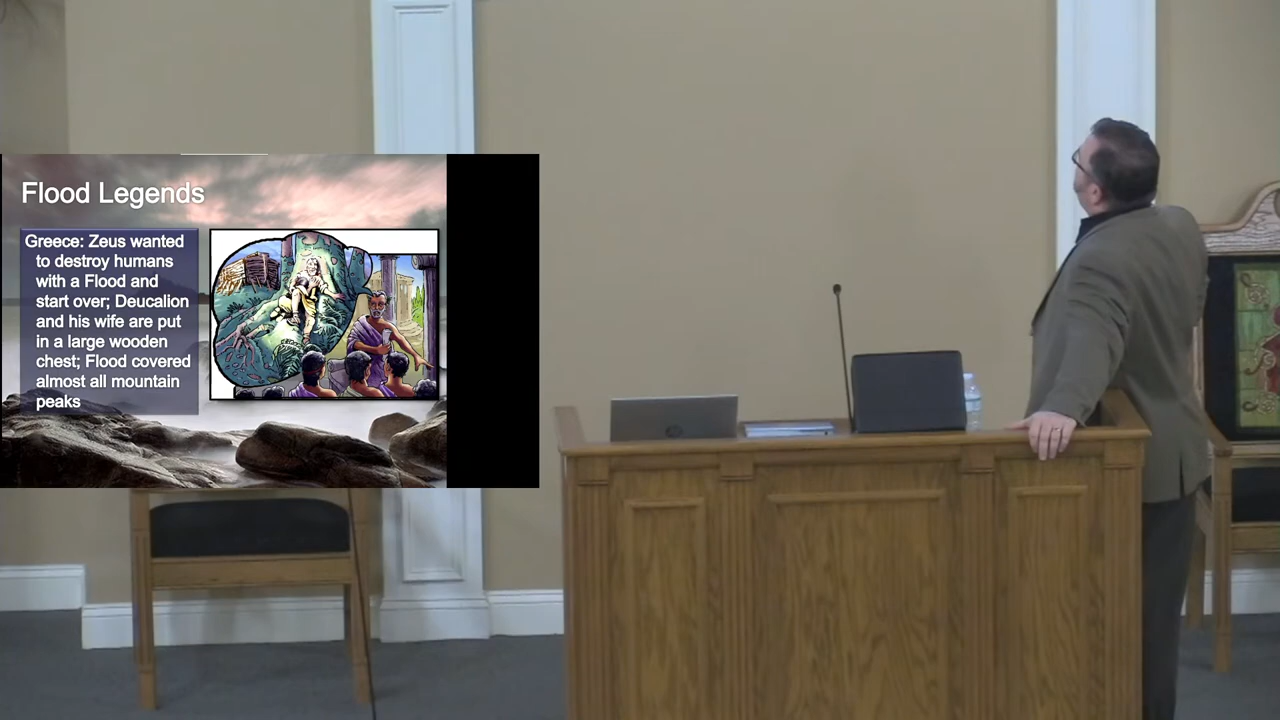 Flood Legends
Greece: Zeus wanted
to destroy humans
with a Flood and
start over; Deucalion
and his wife are put
in a large wooden
chest; Flood covered
almost all mountain
peaks